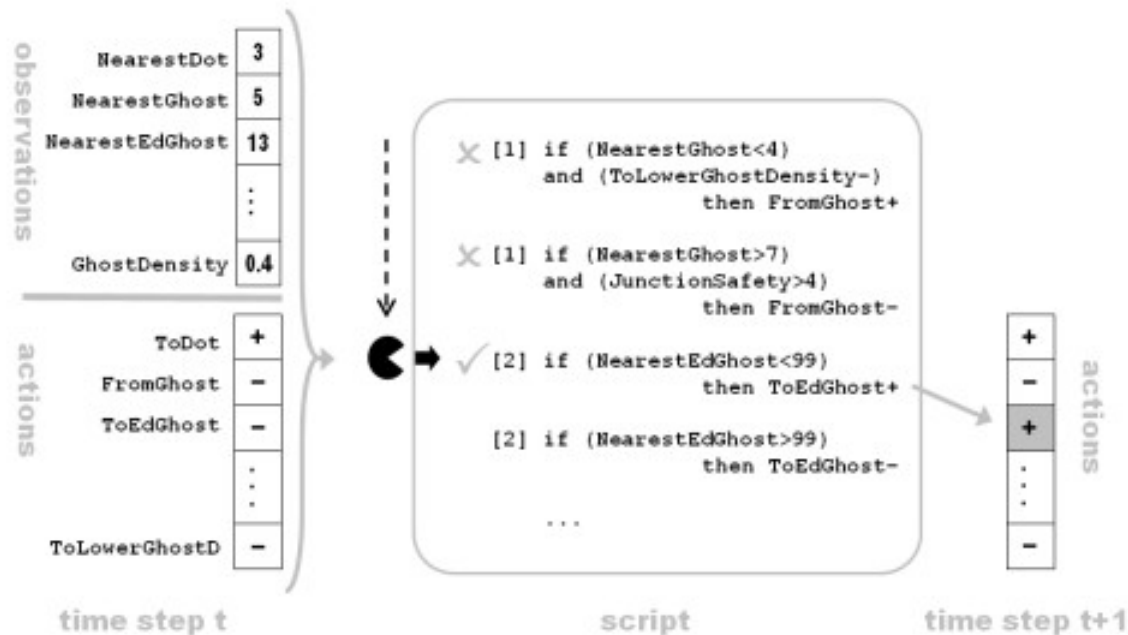 observations
NearestDot 3
NearestGhost 5
NearestEdGhost 13
⋮
GhostDensity 0.4
actions
ToDot +
FromGhost -
ToEdGhost -
⋮
ToLowerGhostD -
time step t
[1] if (NearestGhost<4)
and (ToLowerGhostDensity-)
then FromGhost+
[1] if (NearestGhost>7)
and (JunctionSafety>4)
then FromGhost-
[2] if (NearestEdGhost<99)
then ToEdGhost+
[2] if (NearestEdGhost>99)
then ToEdGhost-
...
script
+
-
+
⋮
-
actions
time step t+1